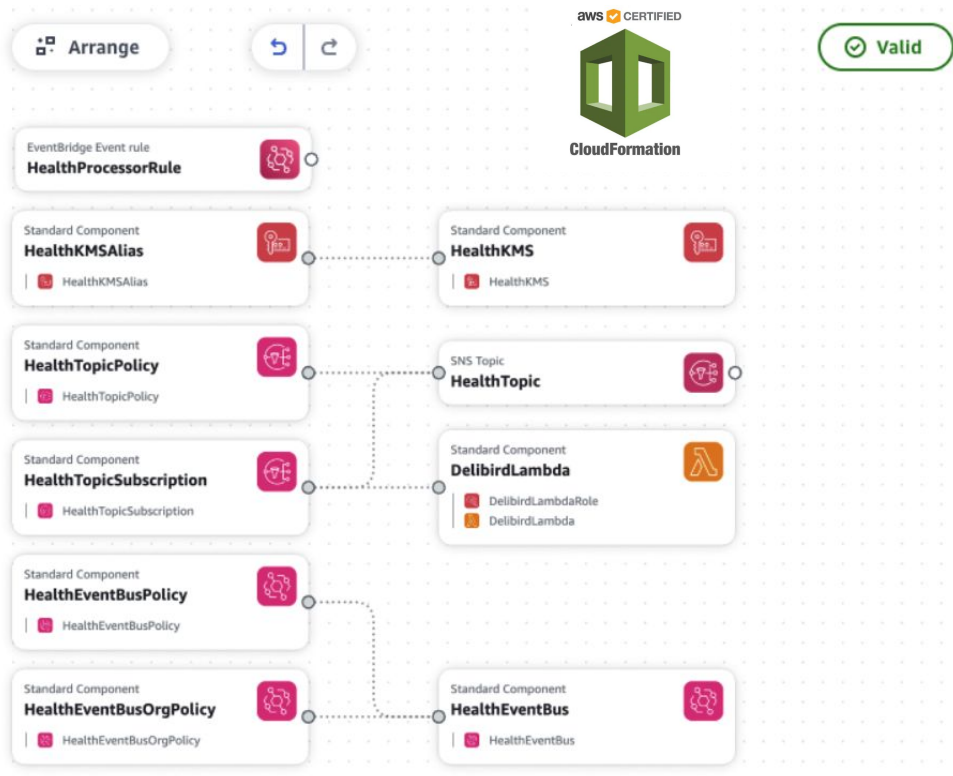 Arrange
aws CERTIFIED
CloudFormation
Valid
EventBridge Event rule
HealthProcessorRule
Standard Component
HealthKMSAlias
HealthKMSAlias
Standard Component
HealthKMS
HealthKMS
Standard Component
HealthTopicPolicy
HealthTopicPolicy
SNS Topic
HealthTopic
Standard Component
HealthTopicSubscription
HealthTopicSubscription
Standard Component
DelibirdLambda
DelibirdLambdaRole
DelibirdLambda
Standard Component
HealthEventBusPolicy
HealthEventBusPolicy
Standard Component
HealthEventBusOrgPolicy
HealthEventBusOrgPolicy
Standard Component
HealthEventBus
HealthEventBus